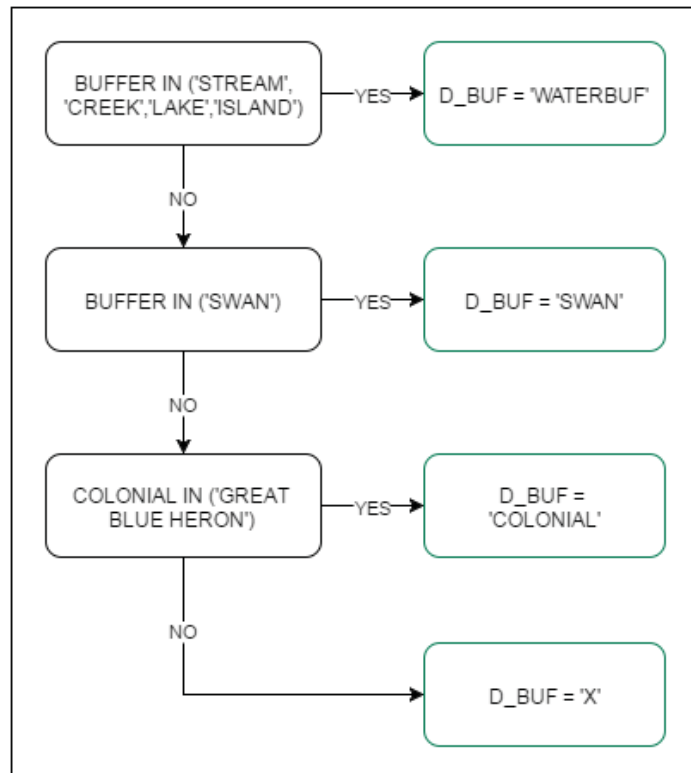 BUFFER IN ('STREAM',
'CREEK','LAKE','ISLAND')
YES
D_BUF = 'WATERBUF'
NO
BUFFER IN ('SWAN')
YES
D_BUF = 'SWAN'
NO
COLONIAL IN ('GREAT
BLUE HERON')
YES
D_BUF =
'COLONIAL'
NO
D_BUF = 'X'